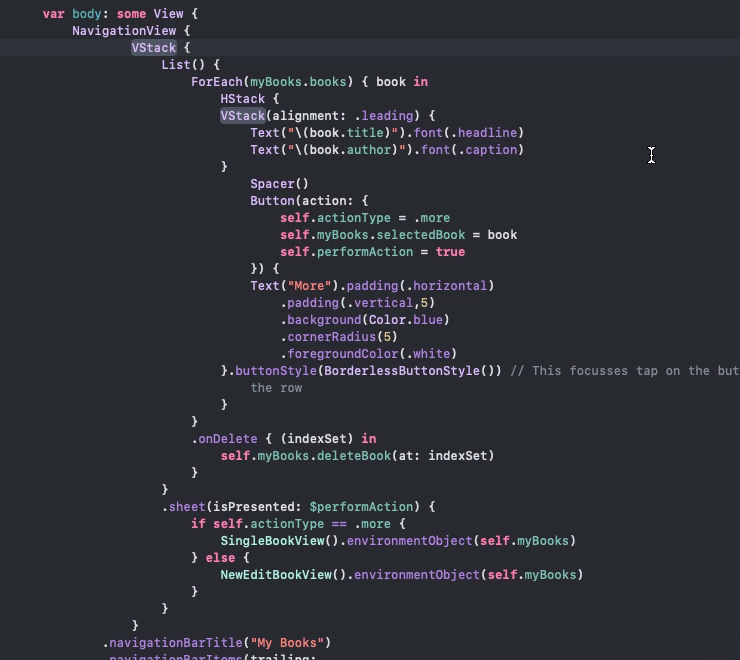 var body: some View {
NavigationView {
VStack {
List() {
ForEach(myBooks.books) { book in
HStack {
VStack(alignment: .leading) {
Text("\(book.title)").font(.headline)
Text("\(book.author)").font(.caption)
}
Spacer()
Button(action: {
self.actionType = .more
self.myBooks.selectedBook = book
self.performAction = true
}) {
Text("More").padding(.horizontal)
.padding(.vertical,5)
.background(Color.blue)
.cornerRadius(5)
.foregroundColor(.white)
}.buttonStyle(BorderlessButtonStyle()) // This focusses tap on the but
the row
}
}
.onDelete { (indexSet) in
self.myBooks.deleteBook(at: indexSet)
}
}
.sheet(isPresented: $performAction) {
if self.actionType == .more {
SingleBookView().environmentObject(self.myBooks)
} else {
NewEditBookView().environmentObject(self.myBooks)
}
}
}
.navigationBarTitle("My Books")
.navigationBarItems(trailing: